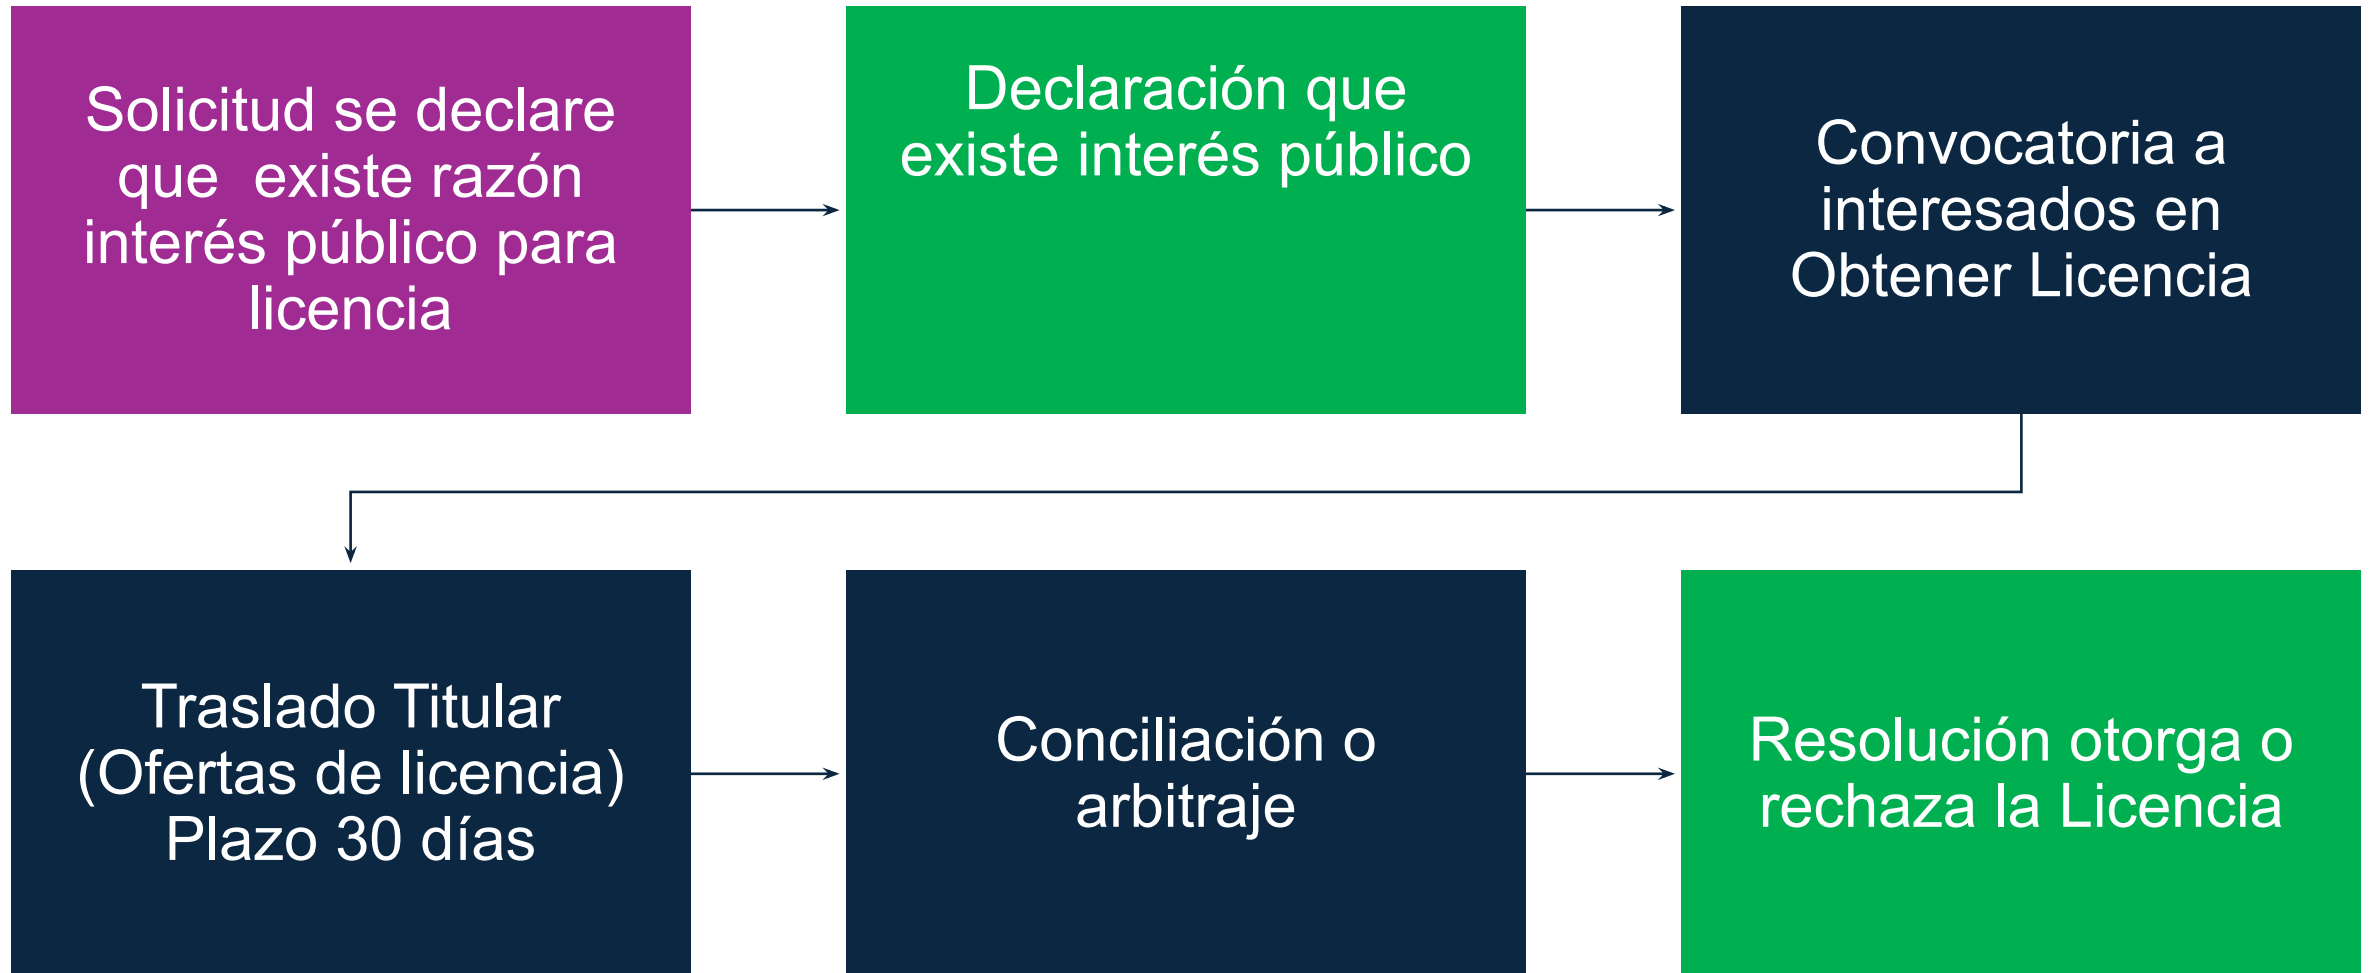 Solicitud se declare
que  existe razón
interés público para
licencia
Declaración que
existe interés público
Convocatoria a
interesados en
Obtener Licencia
Traslado Titular
(Ofertas de licencia)
Plazo 30 días
Conciliación o
arbitraje
Resolución otorga o
rechaza la Licencia